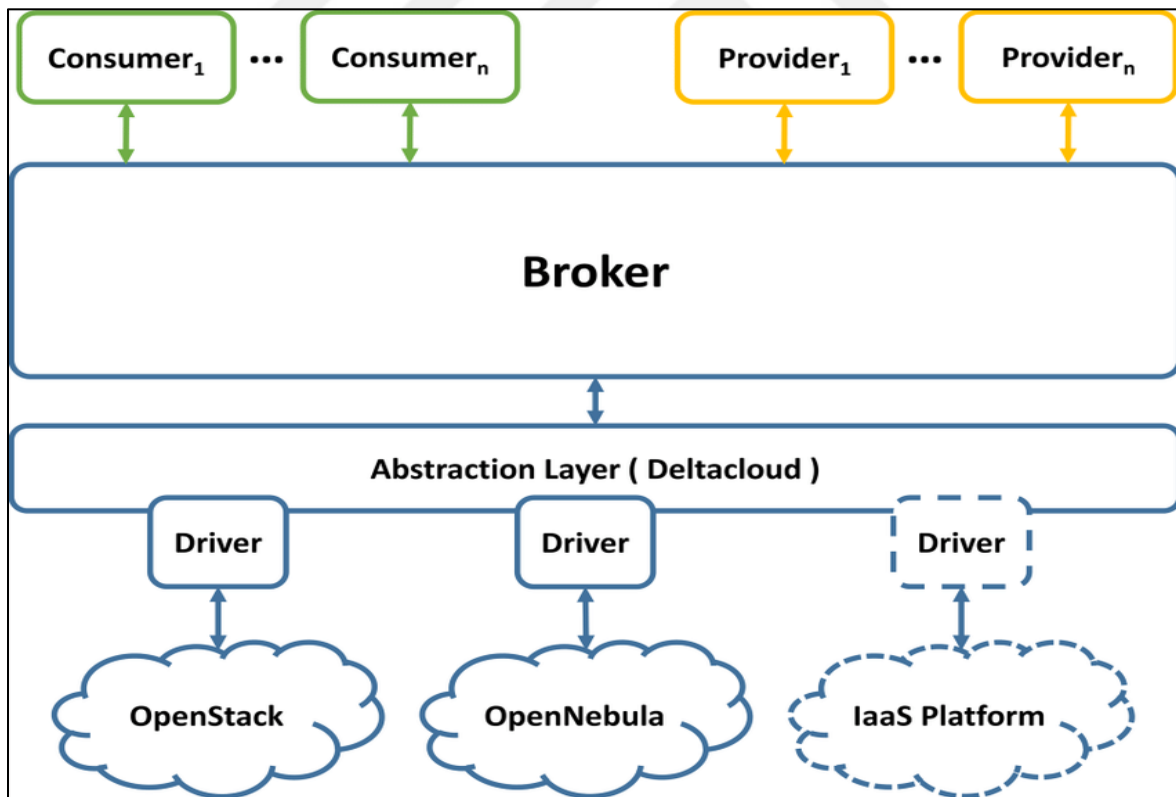 Consumer₁ ... Consumerₙ Provider₁ ... Providerₙ
Broker
Abstraction Layer ( Deltacloud )
Driver Driver Driver
OpenStack OpenNebula IaaS Platform